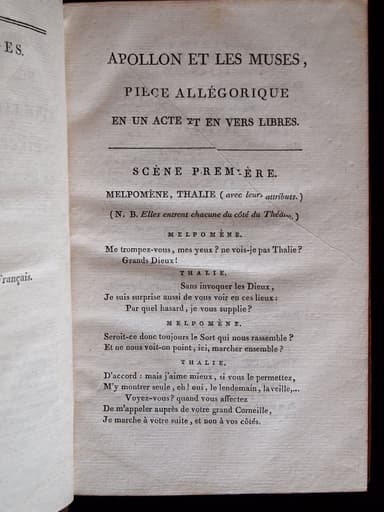 ES.
Français.
APOLLON ET LES MUSES,
PIÈCE ALLÉGORIQUE
EN UN ACTE ET EN VERS LIBRES.
SCÈNE PREMIÈRE.
MELPOMÈNE, THALIE (avec leurs attributs.)
(N. B. Elles entrent chacune du côté du Théâtre.)
MELPOMÈNE.
Me trompez-vous, mes yeux ? ne vois-je pas Thalie ?
Grands Dieux !
THALIE.
Sans invoquer les Dieux,
Je suis surprise aussi de vous voir en ces lieux :
Par quel hasard, je vous supplie ?
MELPOMÈNE.
Seroit-ce donc toujours le Sort qui nous rassemble ?
Et ne nous voit-on point, ici, marcher ensemble ?
THALIE.
D'accord : mais j'aime mieux, si vous le permettez,
M'y montrer seule, eh ! oui, le lendemain, la veille,...
Voyez-vous ? quand vous affectez
De m'appeler auprès de votre grand Corneille,
Je marche à votre suite, et non à vos côtés.